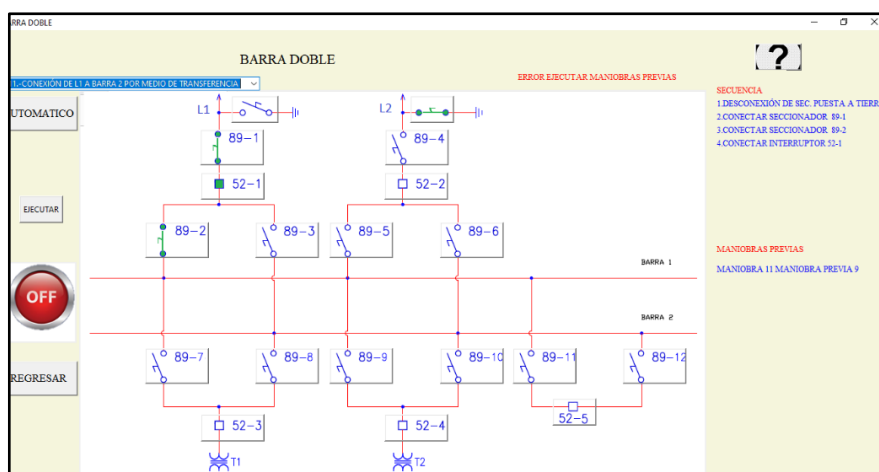 ARRA DOBLE
BARRA DOBLE
1.-CONEXIÓN DE L1 A BARRA 2 POR MEDIO DE TRANSFERENCIA
ERROR EJECUTAR MANIOBRAS PREVIAS
?
SECUENCIA
1.DESCONEXIÓN DE SEC. PUESTA A TIERR
2.CONECTAR SECCIONADOR 89-1
3.CONECTAR SECCIONADOR 89-2
4.CONECTAR INTERRUPTOR 52-1
UTOMATICO
EJECUTAR
OFF
REGRESAR
L1
L2
89-1
89-4
52-1
52-2
89-2
89-3
89-5
89-6
BARRA 1
BARRA 2
MANIOBRAS PREVIAS
MANIOBRA 11 MANIOBRA PREVIA 9
89-7
89-8
89-9
89-10
89-11
89-12
52-3
52-4
52-5
T1
T2